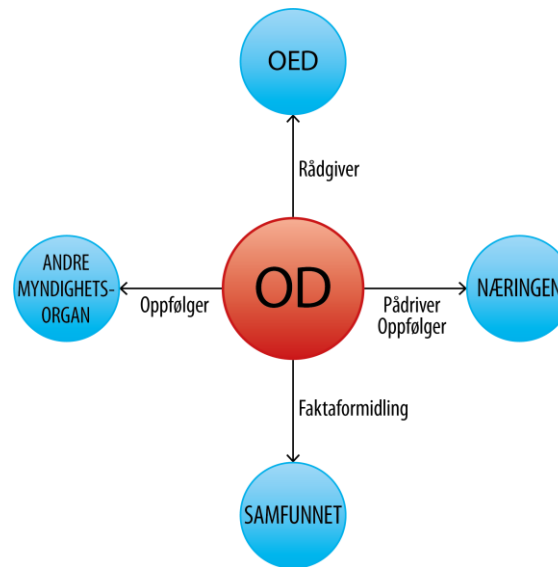 OED
Rådgiver
ANDRE
MYNDIGHETS-
ORGAN
Oppfølger
OD
Pådriver
Oppfølger
NÆRINGEN
Faktaformidling
SAMFUNNET